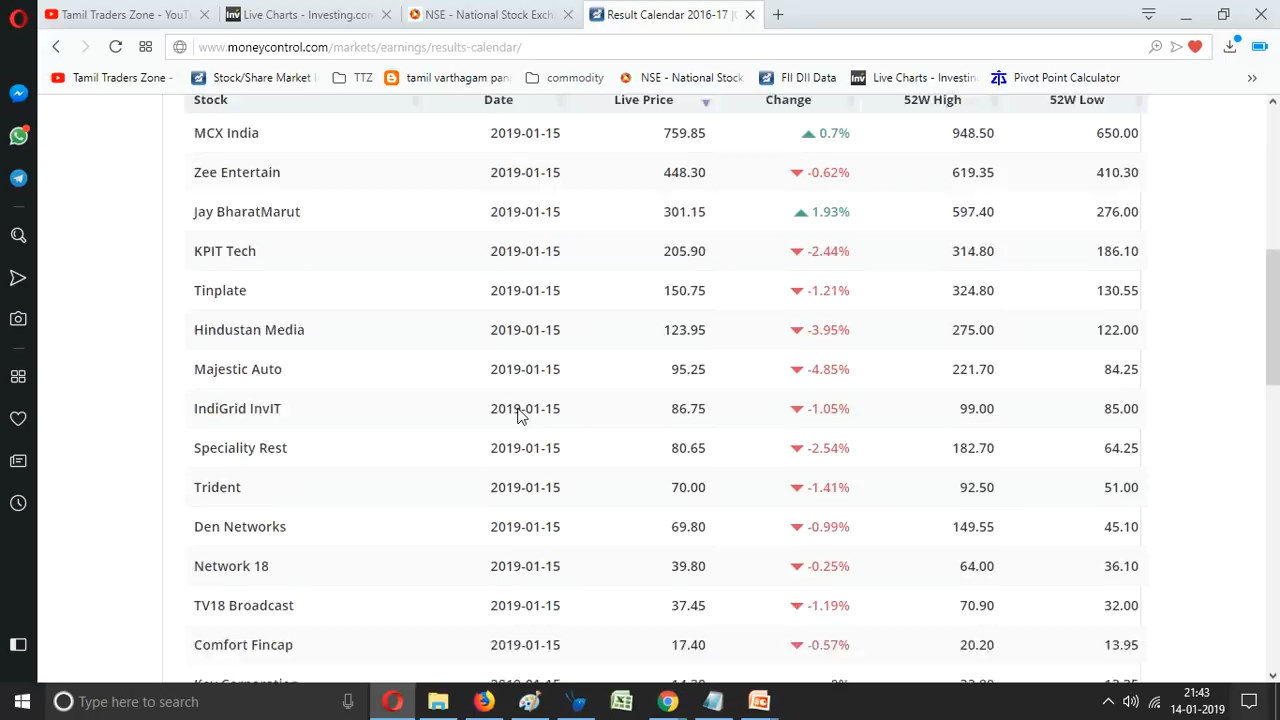 Tamil Traders Zone - YouT
Live Charts - Investing.con
NSE - National Stock Exch
Result Calendar 2016-17 |
www.moneycontrol.com/markets/earnings/results-calendar/
Tamil Traders Zone -
Stock/Share Market
TTZ
tamil varthagam pan
commodity
NSE - National Stock
FII DII Data
Live Charts - Investin
Pivot Point Calculator
Stock Date Live Price Change 52W High 52W Low
MCX India 2019-01-15 759.85 0.7% 948.50 650.00
Zee Entertain 2019-01-15 448.30 -0.62% 619.35 410.30
Jay BharatMarut 2019-01-15 301.15 1.93% 597.40 276.00
KPIT Tech 2019-01-15 205.90 -2.44% 314.80 186.10
Tinplate 2019-01-15 150.75 -1.21% 324.80 130.55
Hindustan Media 2019-01-15 123.95 -3.95% 275.00 122.00
Majestic Auto 2019-01-15 95.25 -4.85% 221.70 84.25
IndiGrid InvIT 2019-01-15 86.75 -1.05% 99.00 85.00
Speciality Rest 2019-01-15 80.65 -2.54% 182.70 64.25
Trident 2019-01-15 70.00 -1.41% 92.50 51.00
Den Networks 2019-01-15 69.80 -0.99% 149.55 45.10
Network 18 2019-01-15 39.80 -0.25% 64.00 36.10
TV18 Broadcast 2019-01-15 37.45 -1.19% 70.90 32.00
Comfort Fincap 2019-01-15 17.40 -0.57% 20.20 13.95
Type here to search
21:43
14-01-2019